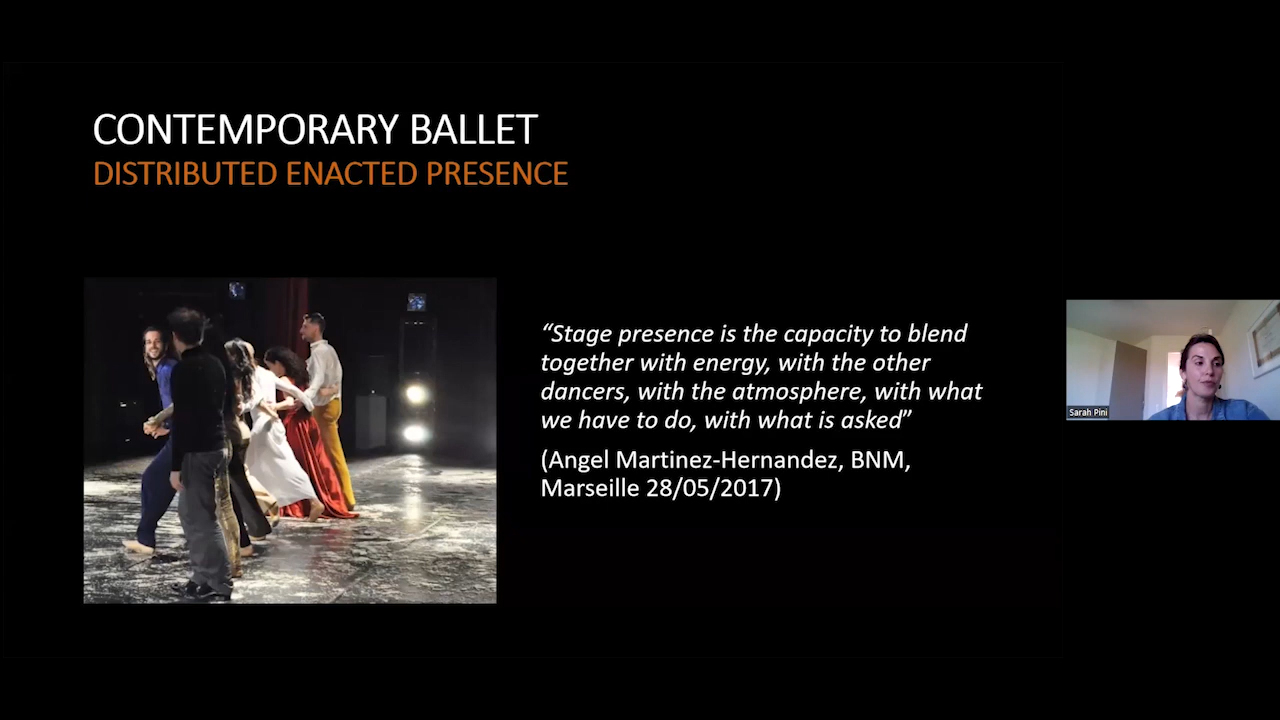 CONTEMPORARY BALLET
DISTRIBUTED ENACTED PRESENCE
“Stage presence is the capacity to blend
together with energy, with the other
dancers, with the atmosphere, with what
we have to do, with what is asked”
(Angel Martinez-Hernandez, BNM,
Marseille 28/05/2017)
Sarah Pini